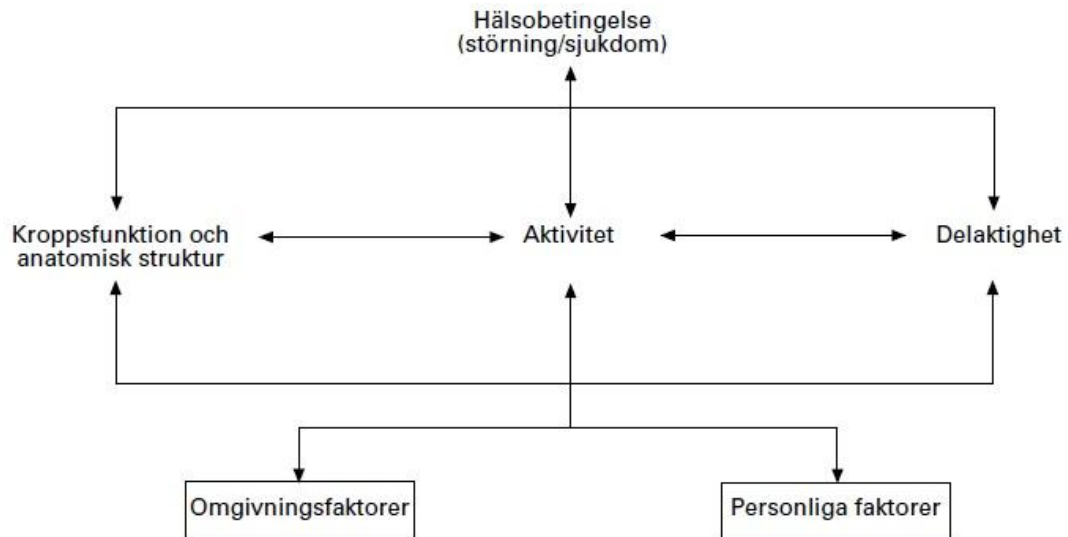 Hälsobetingelse
(störning/sjukdom)
Kroppsfunktion och
anatomisk struktur
Aktivitet
Delaktighet
Omgivningsfaktorer
Personliga faktorer